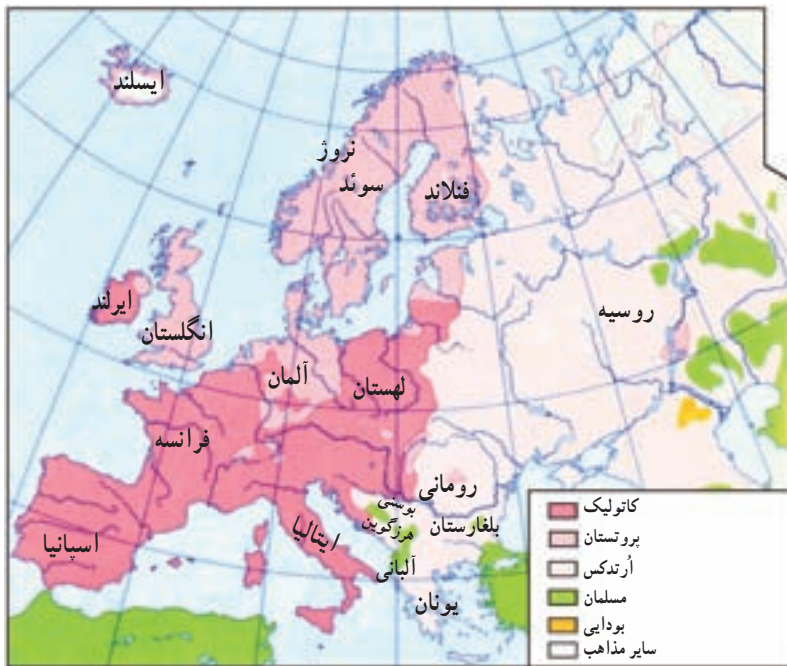 ایسلند
نروژ
سوئد
فنلاند
ایرلند
انگلستان
روسیه
آلمان
لهستان
فرانسه
رومانی
بوسنی
هرزگوین
بلغارستان
ایتالیا
اسپانیا
آلبانی
یونان
کاتولیک
پروتستان
اُرتدکس
مسلمان
بودایی
سایر مذاهب